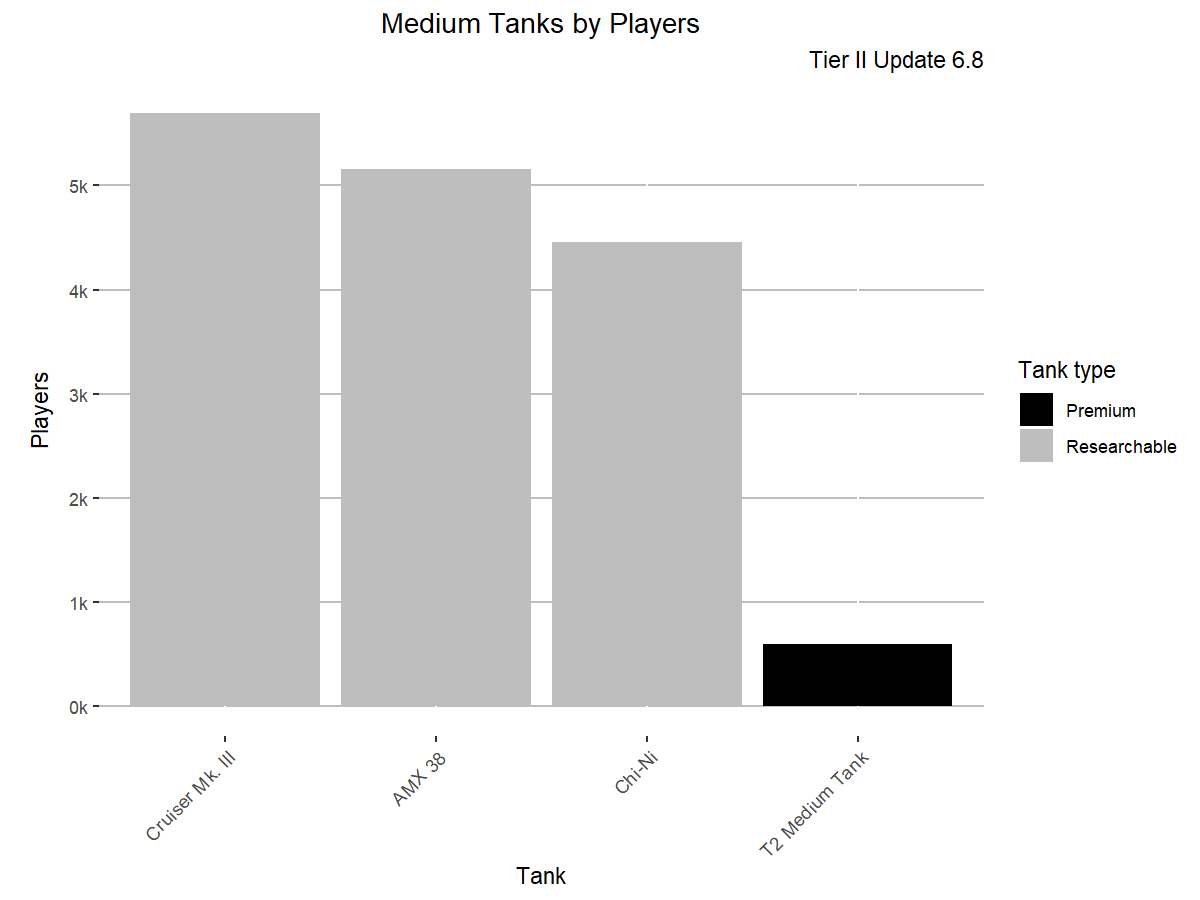 Medium Tanks by Players
Tier II Update 6.8
5k
4k
3k
2k
1k
0k
Players
Cruiser Mk. III
AMX 38
Chi-Ni
T2 Medium Tank
Tank
Tank type
Premium
Researchable